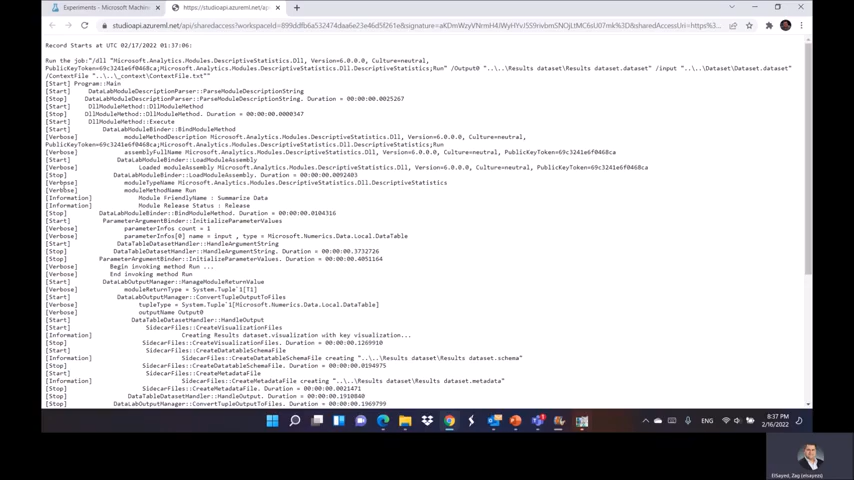 Experiments - Microsoft Machin
https://studioapi.azureml.net/ap
studioapi.azureml.net/api/sharedaccess?workspaceId=899ddfb6a532474daa6e23e46d5f261e&signature=
Record Starts at UTC 02/17/2022 01:37:06:
Run the job:"/dll "Microsoft.Analytics.Modules.DescriptiveStatistics.Dll, Version=6.0.0.0, Culture=neutral,
PublicKeyToken=69c3241e6f0468ca;Microsoft.Analytics.Modules.DescriptiveStatistics.Dll.DescriptiveStatistics;Run" /Output0 "..\..\Results dataset\Results dataset.dataset" /input "..\..\Dataset\Dataset.dataset"
/ContextFile "..\..\_context\ContextFile.txt""
[Start] Program::Main
[Start] DataLabModuleDescriptionParser::ParseModuleDescriptionString
[Stop] DataLabModuleDescriptionParser::ParseModuleDescriptionString. Duration = 00:00:00.0025267
[Start] DllModuleMethod::DllModuleMethod
[Stop] DllModuleMethod::DllModuleMethod. Duration = 00:00:00.0000347
[Start] DllModuleMethod::Execute
[Start] DataLabModuleBinder::BindModuleMethod
[Verbose] moduleMethodDescription Microsoft.Analytics.Modules.DescriptiveStatistics.Dll, Version=6.0.0.0, Culture=neutral,
PublicKeyToken=69c3241e6f0468ca;Microsoft.Analytics.Modules.DescriptiveStatistics.Dll.DescriptiveStatistics;Run
[Verbose] assemblyFullName Microsoft.Analytics.Modules.DescriptiveStatistics.Dll, Version=6.0.0.0, Culture=neutral, PublicKeyToken=69c3241e6f0468ca
[Start] DataLabModuleBinder::LoadModuleAssembly
[Verbose] Loaded moduleAssembly Microsoft.Analytics.Modules.DescriptiveStatistics.Dll, Version=6.0.0.0, Culture=neutral, PublicKeyToken=69c3241e6f0468ca
[Stop] DataLabModuleBinder::LoadModuleAssembly. Duration = 00:00:00.0092403
[Verbose] moduleTypeName Microsoft.Analytics.Modules.DescriptiveStatistics.Dll.DescriptiveStatistics
[Verbose] moduleMethodName Run
[Information] Module FriendlyName : Summarize Data
[Information] Module Release Status : Release
[Stop] DataLabModuleBinder::BindModuleMethod. Duration = 00:00:00.0104316
[Start] ParameterArgumentBinder::InitializeParameterValues
[Verbose] parameterInfos count = 1
[Verbose] parameterInfos[0] name = input , type = Microsoft.Numerics.Data.Local.DataTable
[Start] DataTableDatasetHandler::HandleArgumentString
[Stop] DataTableDatasetHandler::HandleArgumentString. Duration = 00:00:00.3732726
[Stop] ParameterArgumentBinder::InitializeParameterValues. Duration = 00:00:00.4051164
[Verbose] Begin invoking method Run ...
[Verbose] End invoking method Run
[Start] DataLabOutputManager::ManageModuleReturnValue
[Verbose] moduleReturnType = System.Tuple`1[T1]
[Start] DataLabOutputManager::ConvertTupleOutputToFiles
[Verbose] tupleType = System.Tuple`1[Microsoft.Numerics.Data.Local.DataTable]
[Verbose] outputName Output0
[Start] DataTableDatasetHandler::HandleOutput
[Start] SidecarFiles::CreateVisualizationFiles
[Information] Creating Results dataset.visualization with key visualization...
[Stop] SidecarFiles::CreateVisualizationFiles. Duration = 00:00:00.1269910
[Start] SidecarFiles::CreateDatatableSchemaFile
[Information] SidecarFiles::CreateDatatableSchemaFile creating "..\..\Results dataset\Results dataset.schema"
[Stop] SidecarFiles::CreateDatatableSchemaFile. Duration = 00:00:00.0194975
[Start] SidecarFiles::CreateMetadataFile
[Information] SidecarFiles::CreateMetadataFile creating "..\..\Results dataset\Results dataset.metadata"
[Stop] SidecarFiles::CreateMetadataFile. Duration = 00:00:00.0021471
[Stop] DataTableDatasetHandler::HandleOutput. Duration = 00:00:00.1910840
[Stop] DataLabOutputManager::ConvertTupleOutputToFiles. Duration = 00:00:00.1969799
ENG
8:37 PM
2/16/2022
ElSayed, Zag (elsayezs)